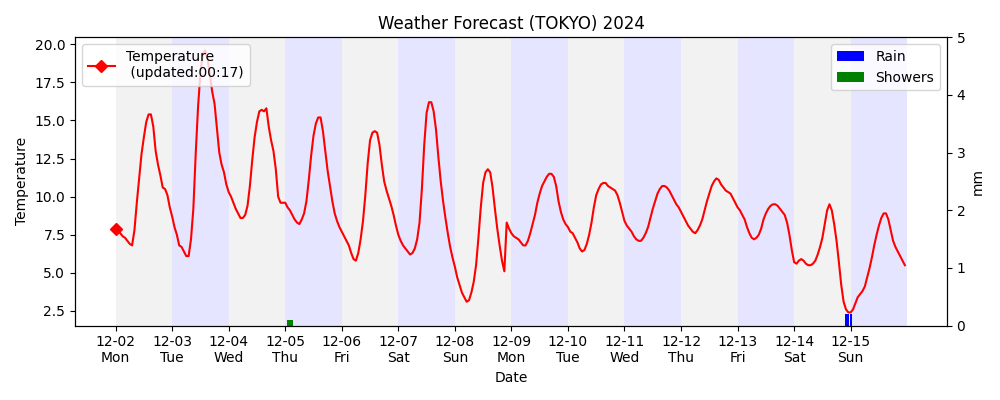 Weather Forecast (TOKYO) 2024
Temperature
(updated:00:17)
Rain
Showers
20.0
17.5
15.0
12.5
10.0
7.5
5.0
2.5
Temperature
5
4
3
2
1
0
mm
12-02 12-03 12-04 12-05 12-06 12-07 12-08 12-09 12-10 12-11 12-12 12-13 12-14 12-15
Mon Tue Wed Thu Fri Sat Sun Mon Tue Wed Thu Fri Sat Sun
Date